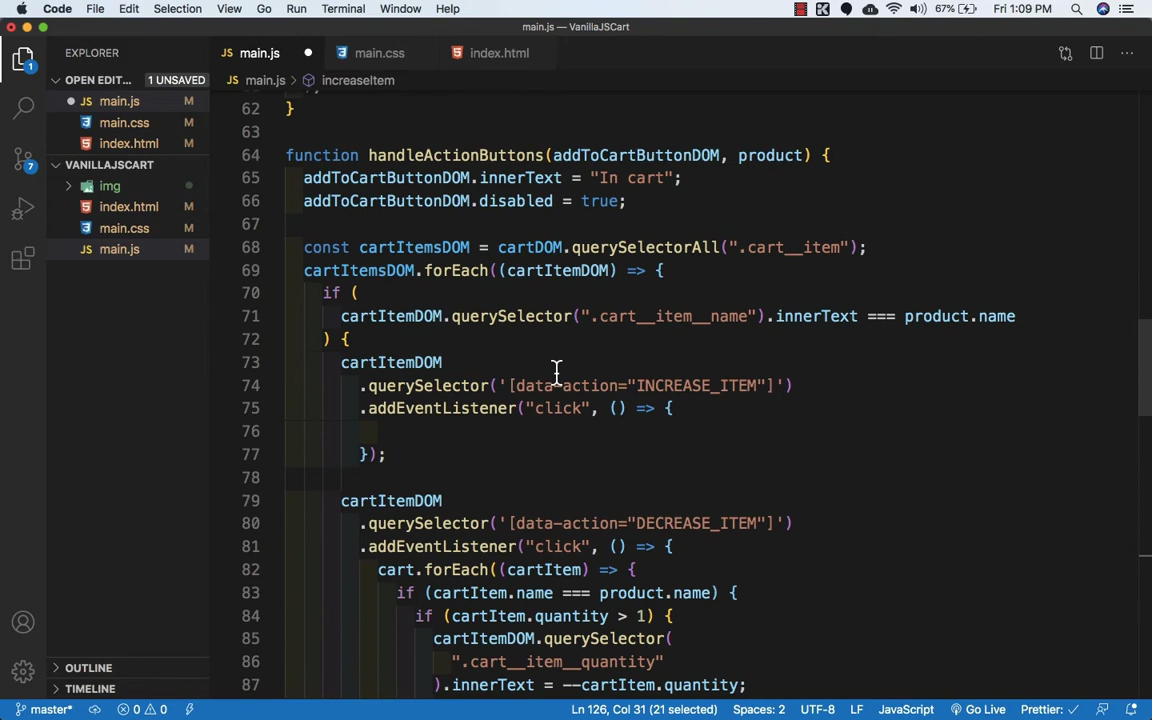 Code File Edit Selection View Go Run Terminal Window Help 67% Fri 1:09 PM
main.js — VanillaJSCart
EXPLORER
main.js main.css index.html
OPEN EDIT... 1 UNSAVED
main.js > increaseItem
main.js M
main.css M
index.html M
VANILLAJSCART
img
index.html M
main.css M
main.js M
OUTLINE
TIMELINE
1
7
62 }
63
64 function handleActionButtons(addToCartButtonDOM, product) {
65 addToCartButtonDOM.innerText = "In cart";
66 addToCartButtonDOM.disabled = true;
67
68 const cartItemsDOM = cartDOM.querySelectorAll(".cart__item");
69 cartItemsDOM.forEach((cartItemDOM) => {
70 if (
71 cartItemDOM.querySelector(".cart__item__name").innerText === product.name
72 ) {
73 cartItemDOM
74 .querySelector('[data-action="INCREASE_ITEM"]')
75 .addEventListener("click", () => {
76
77 });
78
79 cartItemDOM
80 .querySelector('[data-action="DECREASE_ITEM"]')
81 .addEventListener("click", () => {
82 cart.forEach((cartItem) => {
83 if (cartItem.name === product.name) {
84 if (cartItem.quantity > 1) {
85 cartItemDOM.querySelector(
86 ".cart__item__quantity"
87 ).innerText = --cartItem.quantity;
master* 0 0 Ln 126, Col 31 (21 selected) Spaces: 2 UTF-8 LF JavaScript Go Live Prettier: ✓